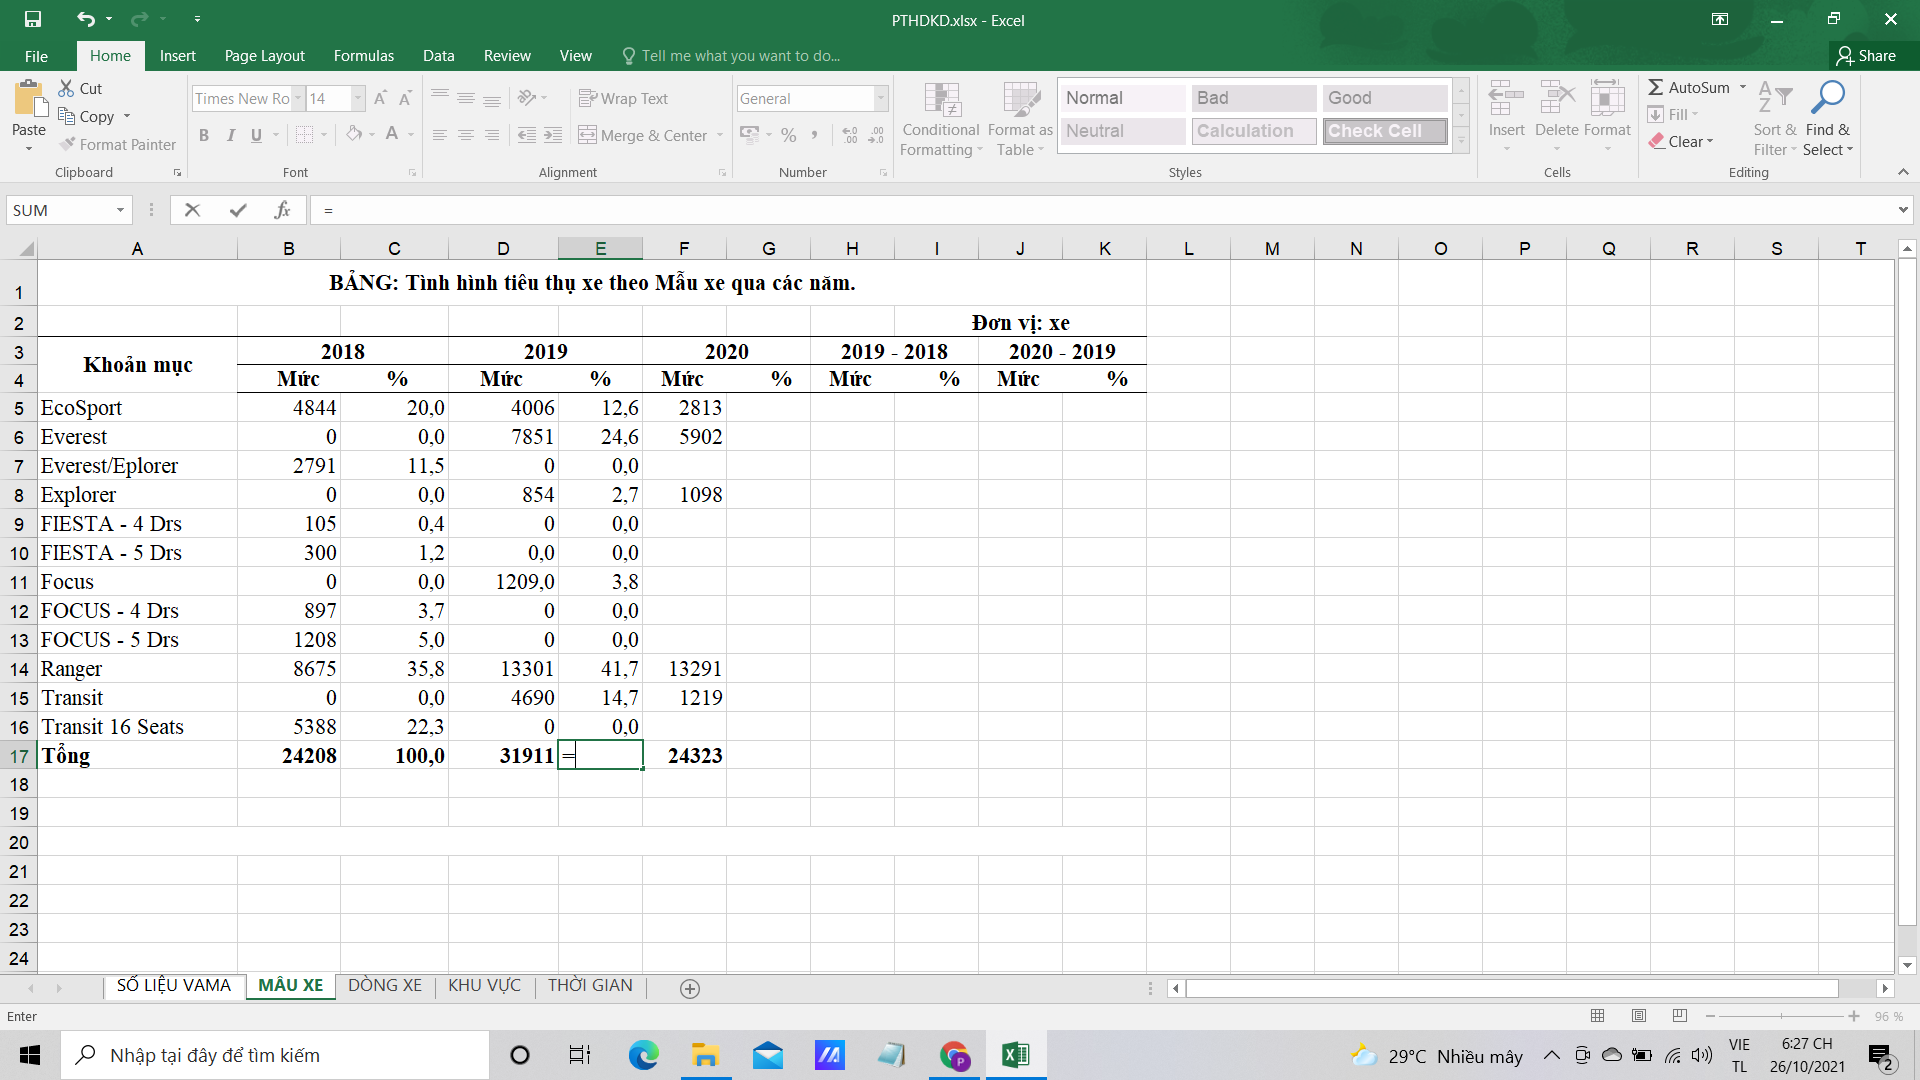 PTHDKD.xlsx - Excel
File Home Insert Page Layout Formulas Data Review View Tell me what you want to do... Share
Paste Cut Copy Format Painter Clipboard
Times New Ro 14 B I U Font
Wrap Text Merge & Center Alignment
General % Number
Conditional Formatting Format as Table
Normal Bad Good
Neutral Calculation Check Cell
Styles
Insert Delete Format Cells
AutoSum Fill Clear Sort & Filter Find & Select Editing
SUM fx =
A B C D E F G H I J K L M N O P Q R S T
1 BẢNG: Tình hình tiêu thụ xe theo Mẫu xe qua các năm.
2 Đơn vị: xe
3 Khoản mục 2018 2019 2020 2019 - 2018 2020 - 2019
4 Mức % Mức % Mức % Mức % Mức %
5 EcoSport 4844 20,0 4006 12,6 2813
6 Everest 0 0,0 7851 24,6 5902
7 Everest/Eplorer 2791 11,5 0 0,0
8 Explorer 0 0,0 854 2,7 1098
9 FIESTA - 4 Drs 105 0,4 0 0,0
10 FIESTA - 5 Drs 300 1,2 0,0 0,0
11 Focus 0 0,0 1209,0 3,8
12 FOCUS - 4 Drs 897 3,7 0 0,0
13 FOCUS - 5 Drs 1208 5,0 0 0,0
14 Ranger 8675 35,8 13301 41,7 13291
15 Transit 0 0,0 4690 14,7 1219
16 Transit 16 Seats 5388 22,3 0 0,0
17 Tổng 24208 100,0 31911 = 24323
18
19
20
21
22
23
24
SỐ LIỆU VAMA MẪU XE DÒNG XE KHU VỰC THỜI GIAN
Enter 96 %
Nhập tại đây để tìm kiếm P 29°C Nhiều mây VIE TL 6:27 CH 26/10/2021 2